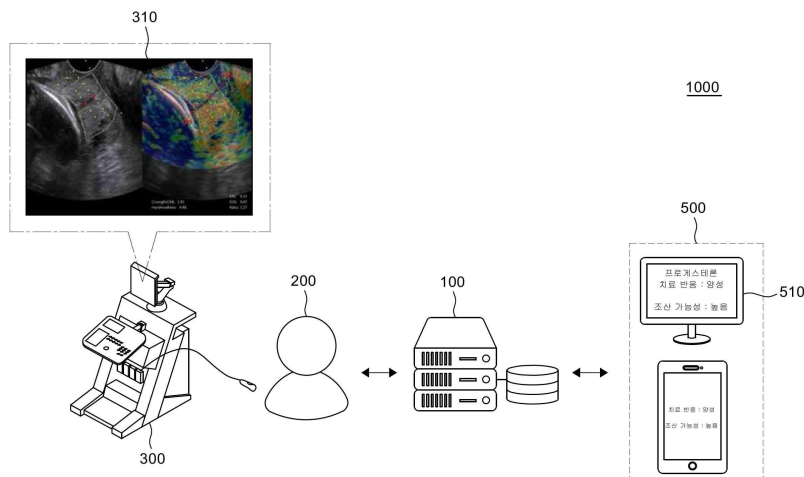 310
1000
500
프로게스테론
치료 반응 : 양성
조산 가능성 : 높음
510
200
100
치료 반응 : 양성
조산 가능성 : 높음
300